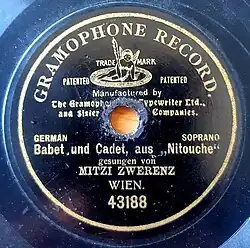 GRAMOPHONE RECORD
TRADE MARK
PATENTED PATENTED
Manufactured by
The Gramophone Typewriter Ltd.,
and Sister Companies.
GERMAN SOPRANO
Babet und Cadet, aus „Nitouche“
gesungen von
MITZI ZWERENZ
WIEN.
43188